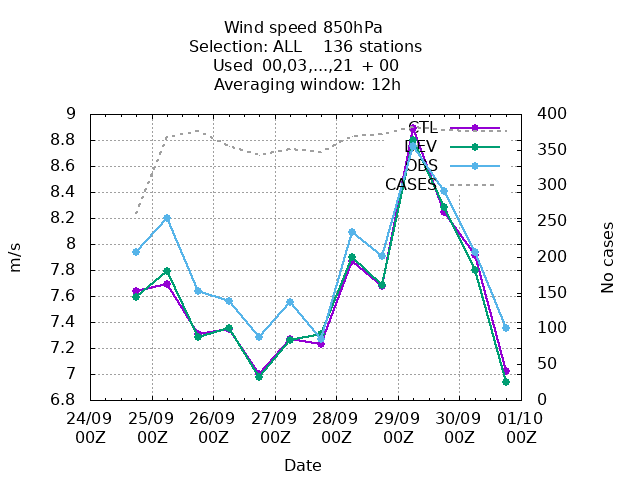 Wind speed 850hPa
Selection: ALL 136 stations
Used 00,03,...,21 + 00
Averaging window: 12h
9 400
8.8 350
8.6 300
8.4 250
8.2 200
8 150
7.8 100
7.6 50
7.4 0
7.2
7
6.8
CTL
DEV
OBS
CASES
m/s
No cases
24/09 25/09 26/09 27/09 28/09 29/09 30/09 01/10
00Z 00Z 00Z 00Z 00Z 00Z 00Z 00Z
Date